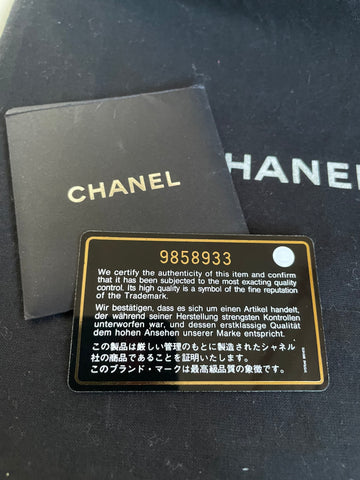 CHANEL
CHANEL
9858933
We certify the authenticity of this item and confirm
that it has been subjected to the most exacting quality
control. Its high quality is a symbol of the fine reputation
of the Trademark.
Wir bestätigen, dass es sich um einen Artikel handelt,
der während seiner Herstellung strengsten Kontrollen
unterworfen war, und dessen erstklassige Qualität
dem hohen Ansehen unserer Marke entspricht.
この製品は厳しい管理のもとに製造されたシャネル
社の商品であることを証明いたします。
このブランド・マークは最高級品質の象徴です。